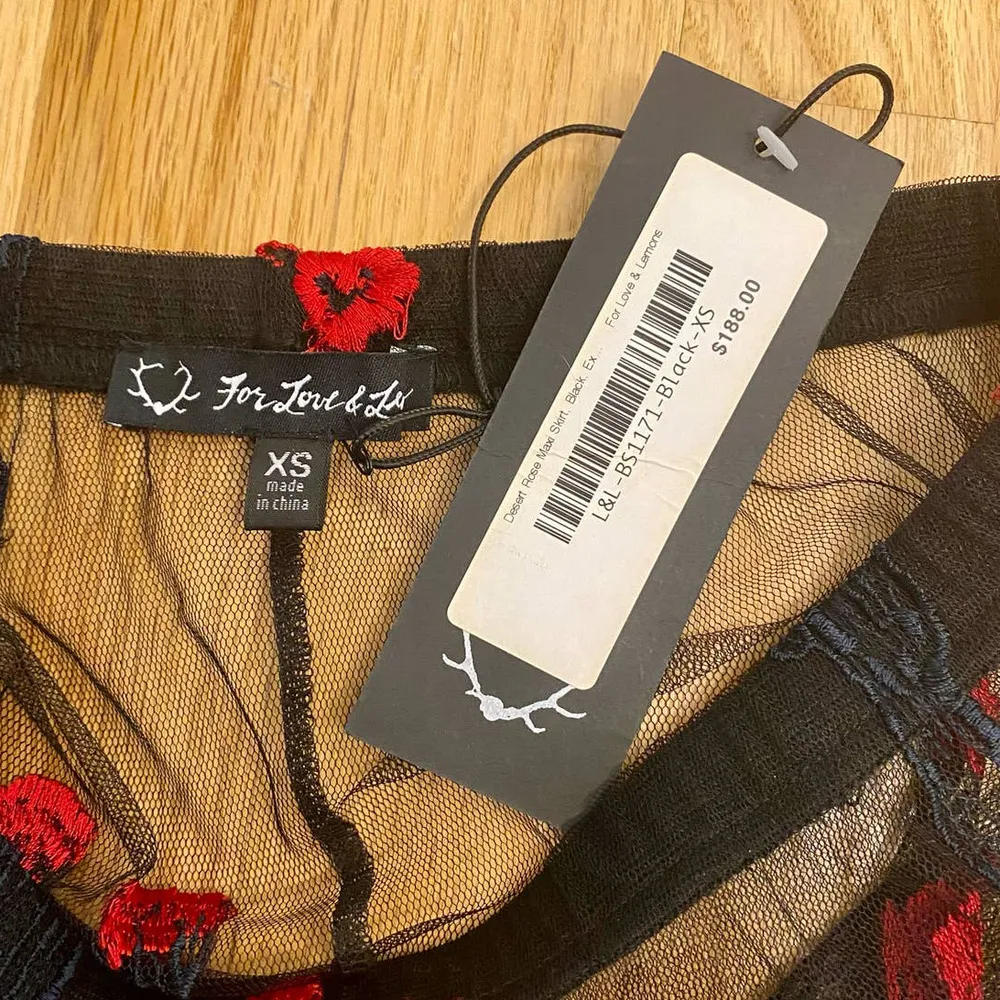 For Love & Le
XS
made
in china
Desert Rose Maxi Skirt, Black, Ex... For Love & Lemons
L&L-BS1171-Black-XS
$188.00